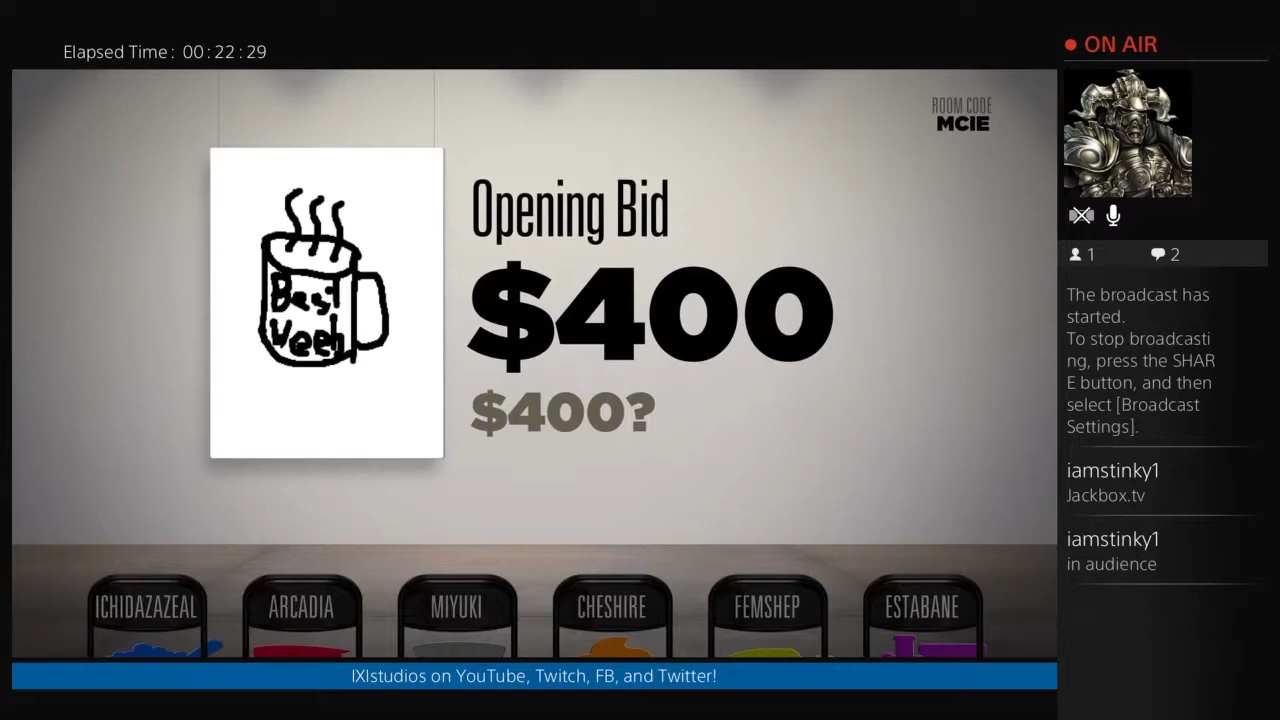 Elapsed Time: 00:22:29
ON AIR
ROOM CODE
MCIE
Opening Bid
$400
$400?
Best
Week
1
2
The broadcast has
started.
To stop broadcasti
ng, press the SHAR
E button, and then
select [Broadcast
Settings].
iamstinky1
Jackbox.tv
iamstinky1
in audience
ICHIDAZAZEAL
ARCADIA
MIYUKI
CHESHIRE
FEMSHEP
ESTABANE
IXIstudios on YouTube, Twitch, FB, and Twitter!